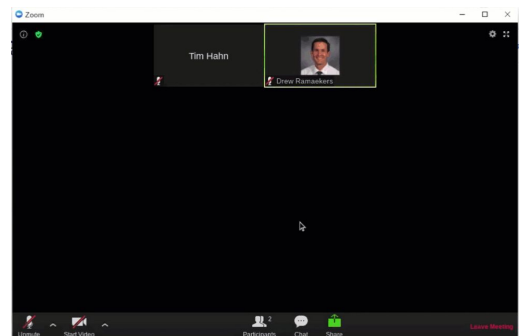 Zoom
Tim Hahn
Drew Ramaekers
Unmute
Start Video
Participants
2
Chat
Share
Leave Meeting